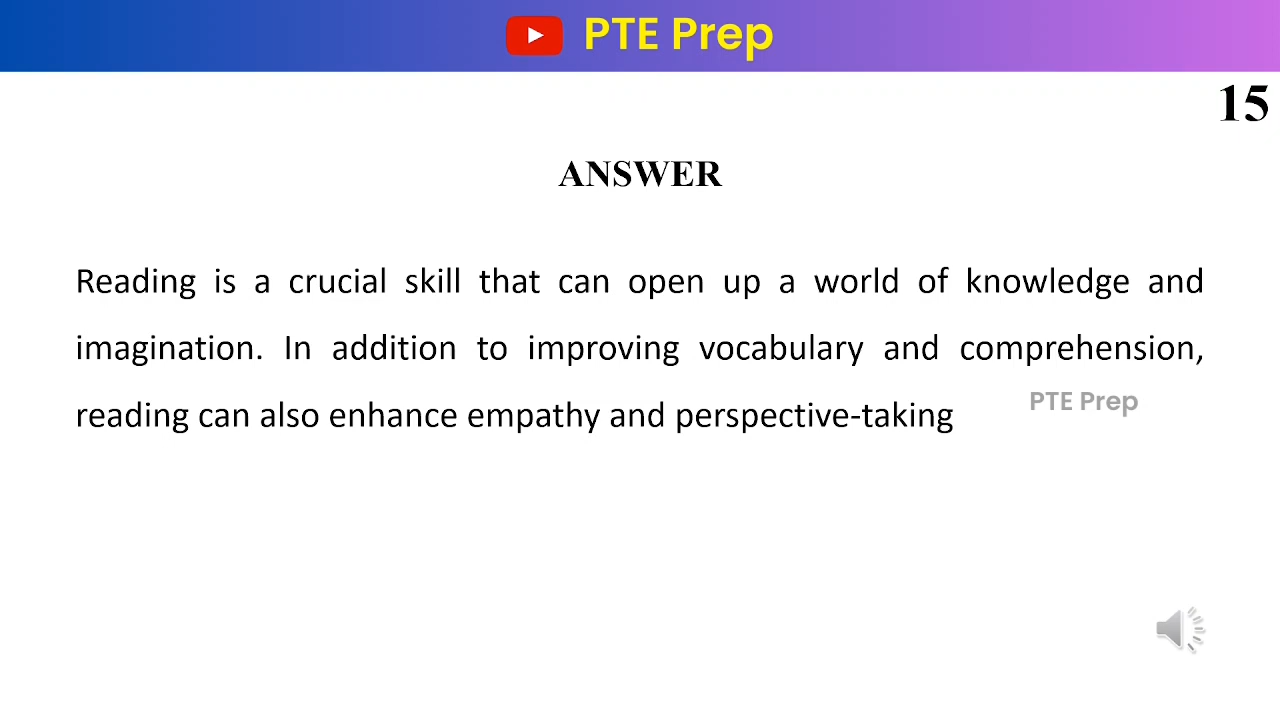 PTE Prep
15
ANSWER
Reading is a crucial skill that can open up a world of knowledge and
imagination. In addition to improving vocabulary and comprehension,
reading can also enhance empathy and perspective-taking
PTE Prep